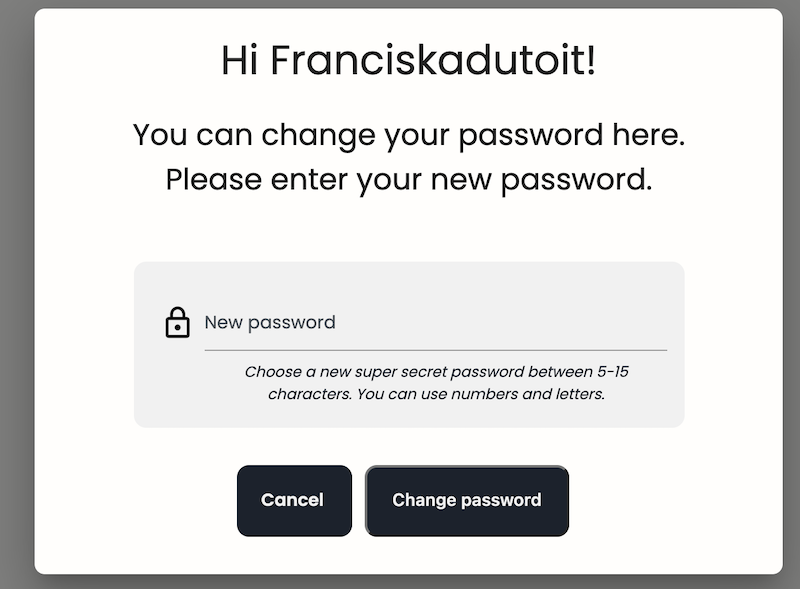 Hi Franciskadutoit!
You can change your password here.
Please enter your new password.
New password
Choose a new super secret password between 5-15
characters. You can use numbers and letters.
Cancel
Change password